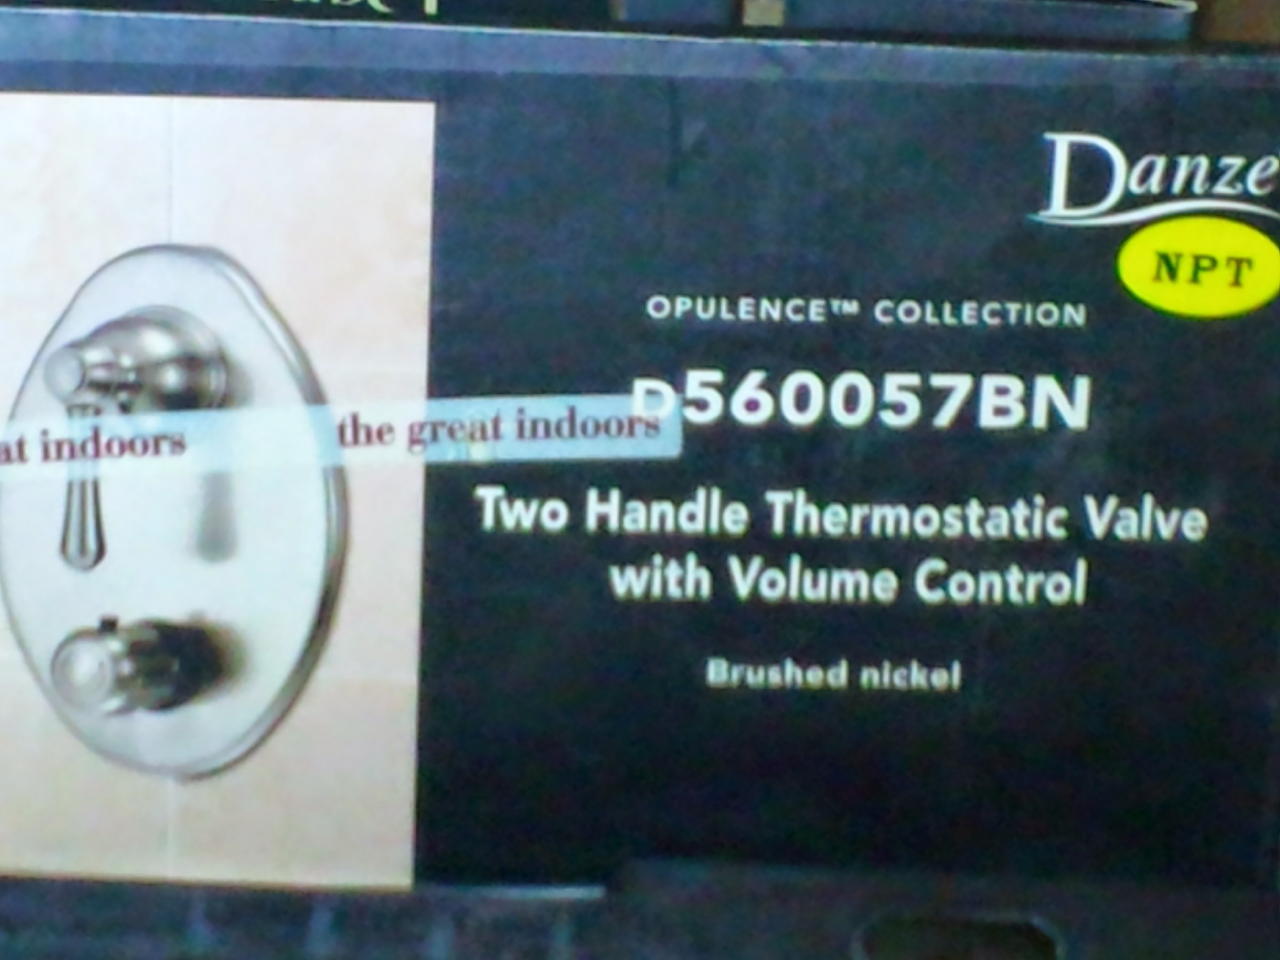 Danze
NPT
OPULENCE™ COLLECTION
D560057BN
at indoors the great indoors
Two Handle Thermostatic Valve
with Volume Control
Brushed nickel